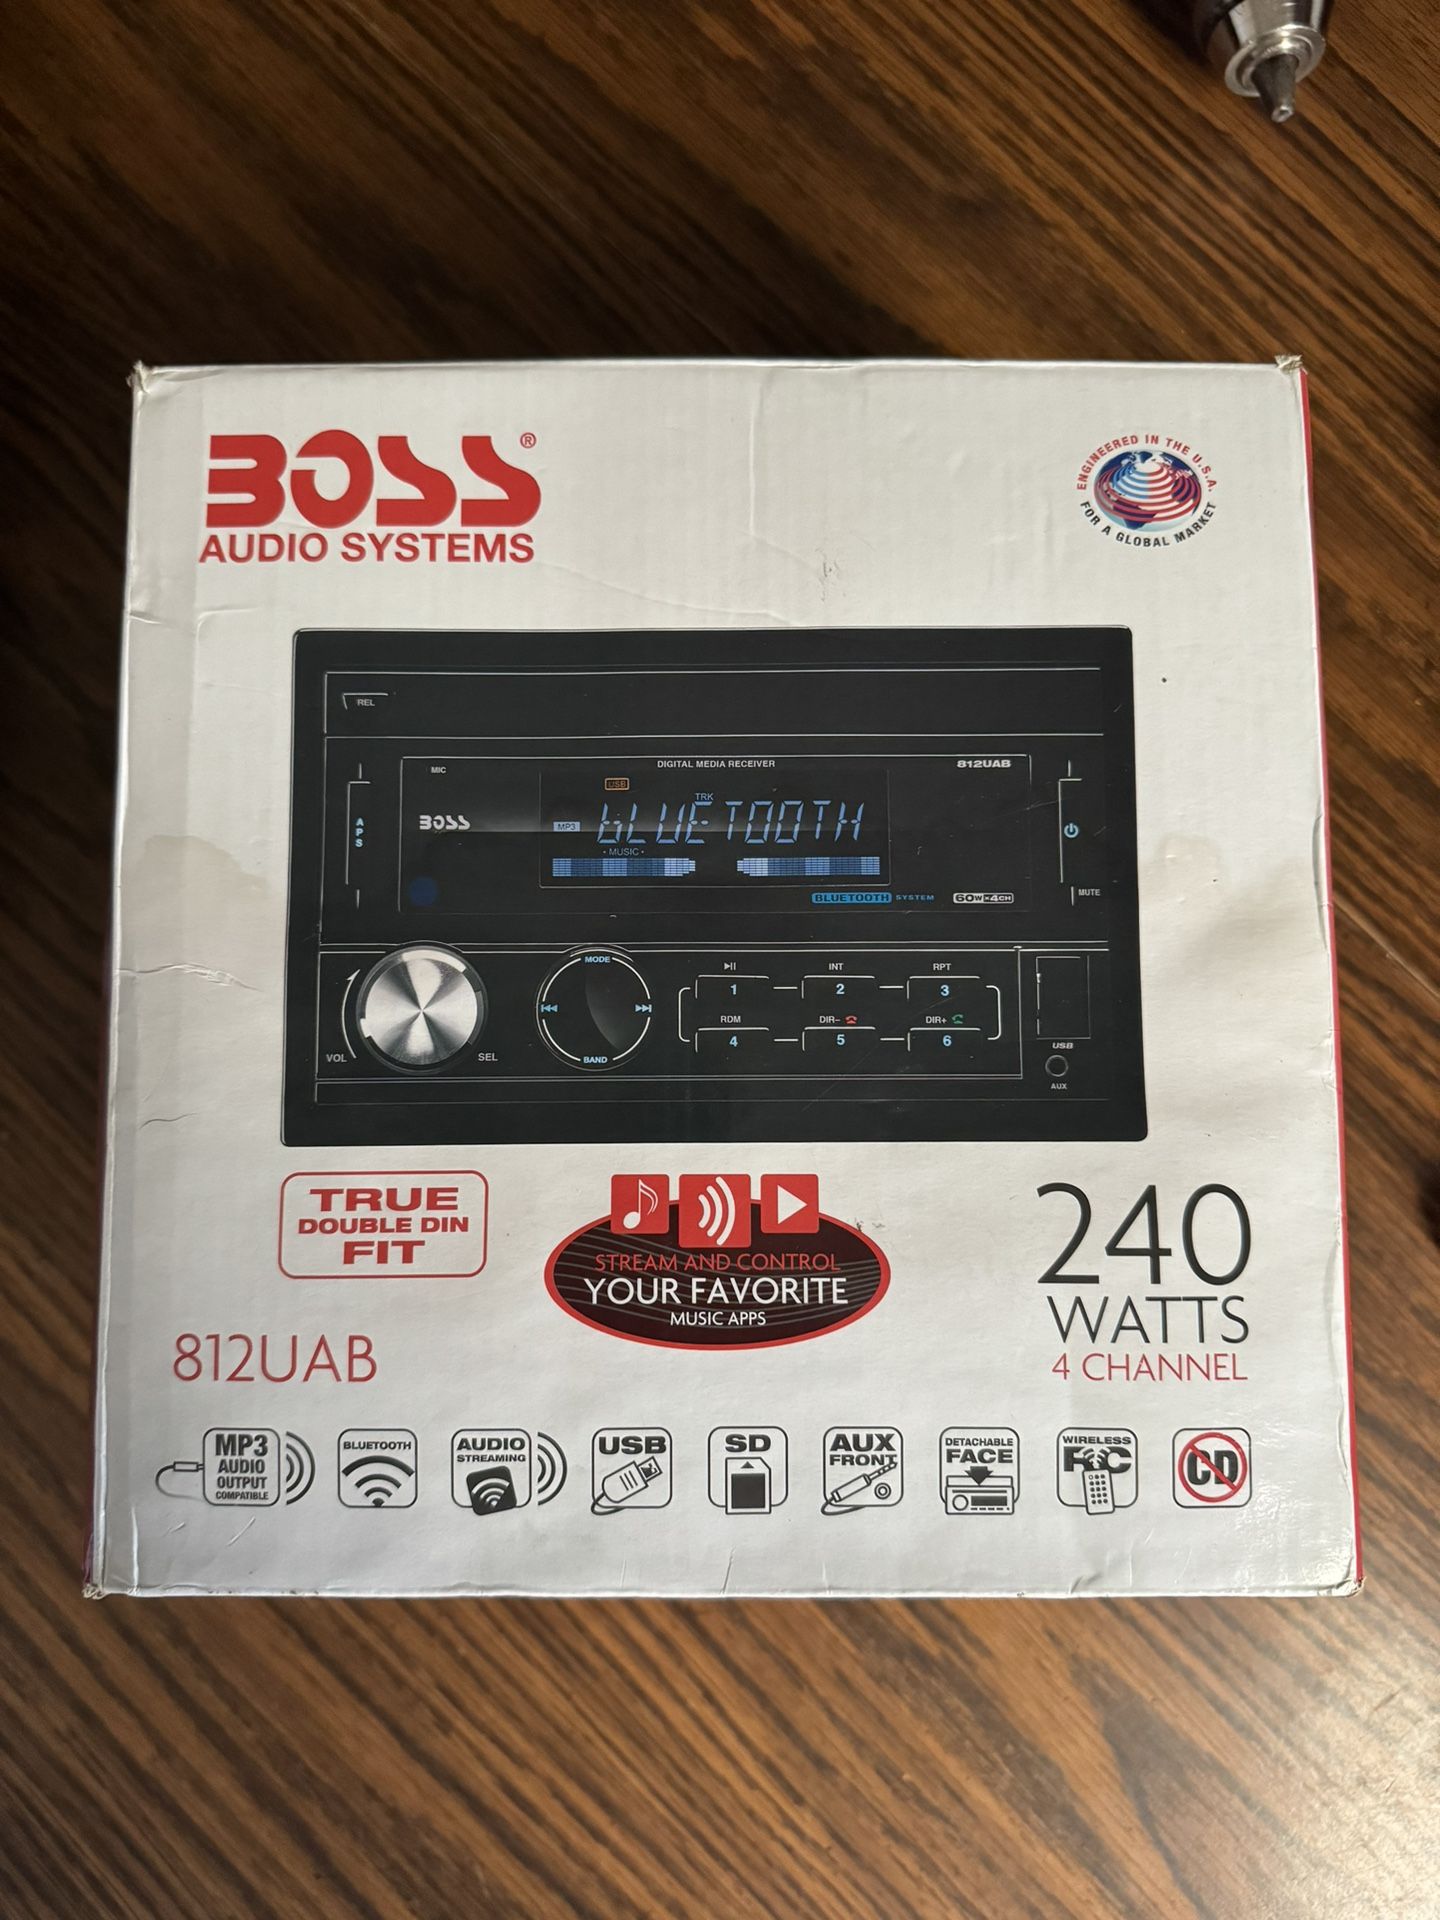 BOSS®
AUDIO SYSTEMS
ENGINEERED IN THE U.S.A.
FOR A GLOBAL MARKET
REL
MIC
DIGITAL MEDIA RECEIVER
812UAB
USB
TRK
APS
BOSS
MP3
bLUETOOTH
• MUSIC •
BLUETOOTH SYSTEM
60W×4CH
MUTE
MODE
INT
RPT
1
2
3
RDM
DIR-
DIR+
VOL
SEL
BAND
4
5
6
USB
AUX
TRUE
DOUBLE DIN
FIT
STREAM AND CONTROL
YOUR FAVORITE
MUSIC APPS
240
WATTS
4 CHANNEL
812UAB
MP3
AUDIO
OUTPUT
COMPATIBLE
BLUETOOTH
AUDIO
STREAMING
USB
SD
AUX
FRONT
DETACHABLE
FACE
WIRELESS
R C
CD